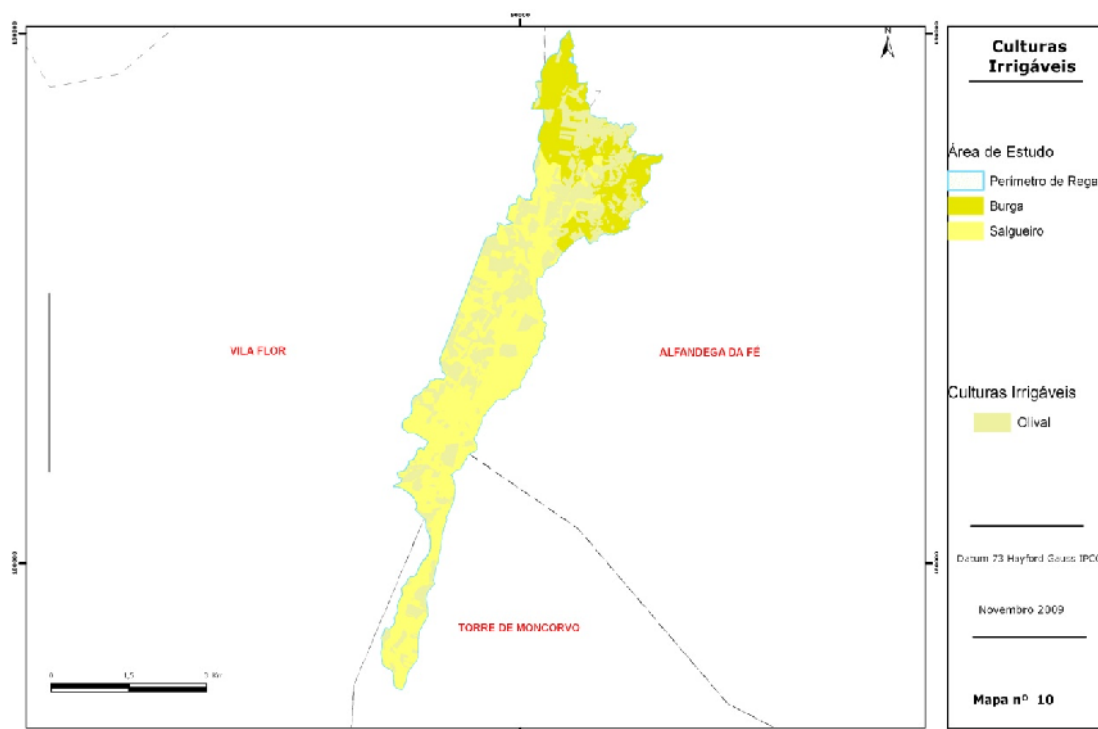 Culturas
Irrigáveis
Área de Estudo
Perímetro de Rega
Burga
Salgueiro
Culturas Irrigáveis
Olival
Datum 73 Hayford Gauss
Novembro 2009
Mapa nº 10
N
VILA FLOR
ALFANDEGA DA FÉ
TORRE DE MONCORVO
0 1,5